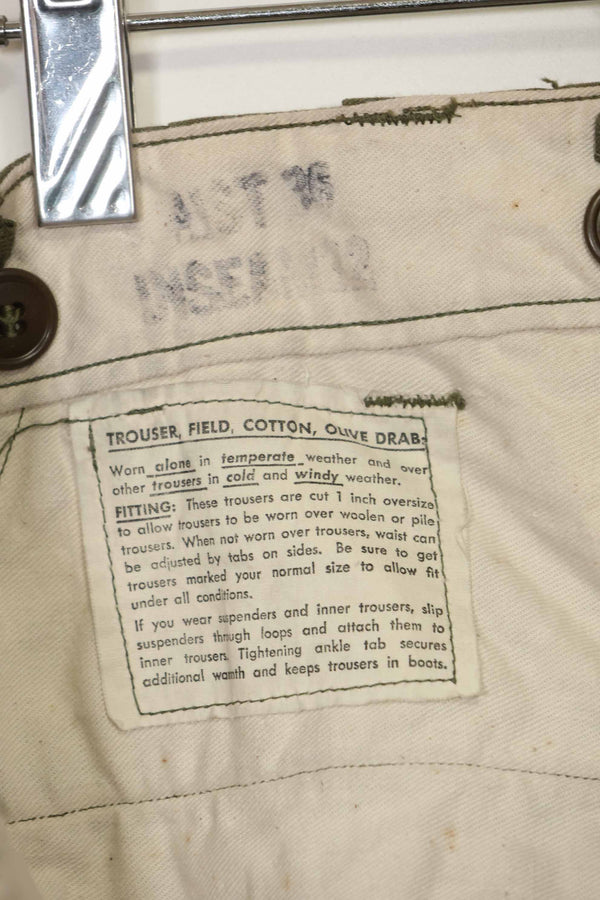 TROUSER, FIELD, COTTON, OLIVE DRAB:
Worn alone in temperate weather and over
other trousers in cold and windy weather.
FITTING: These trousers are cut 1 inch oversize
to allow trousers to be worn over woolen or pile
trousers. When not worn over trousers, waist can
be adjusted by tabs on sides. Be sure to get
trousers marked your normal size to allow fit
under all conditions.
If you wear suspenders and inner trousers, slip
suspenders through loops and attach them to
inner trousers. Tightening ankle tab secures
additional warmth and keeps trousers in boots.